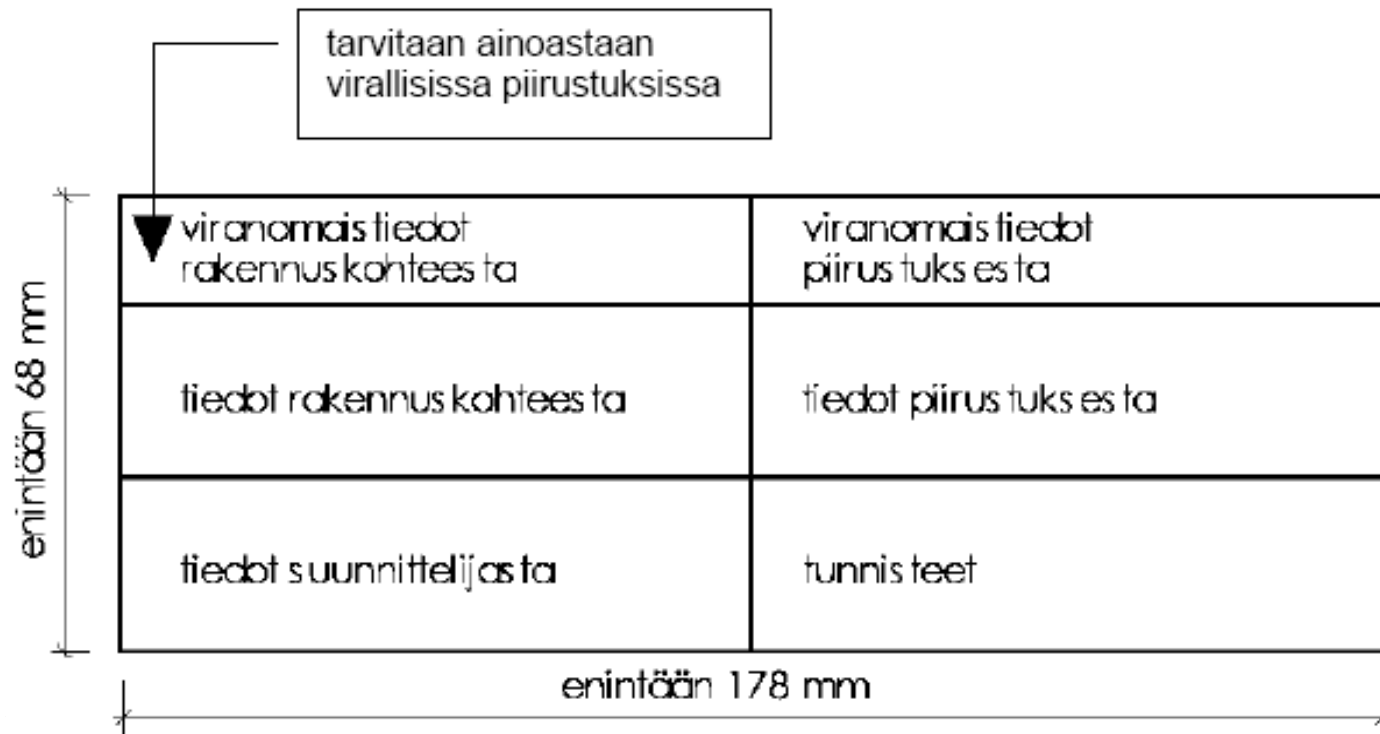 tarvitaan ainoastaan
virallisissa piirustuksissa
viranomaistiedot
rakennuskohteesta
viranomaistiedot
piirustuksesta
tiedot rakennuskohteesta
tiedot piirustuksesta
tiedot suunnittelijasta
tunnisteet
enintään 68 mm
enintään 178 mm